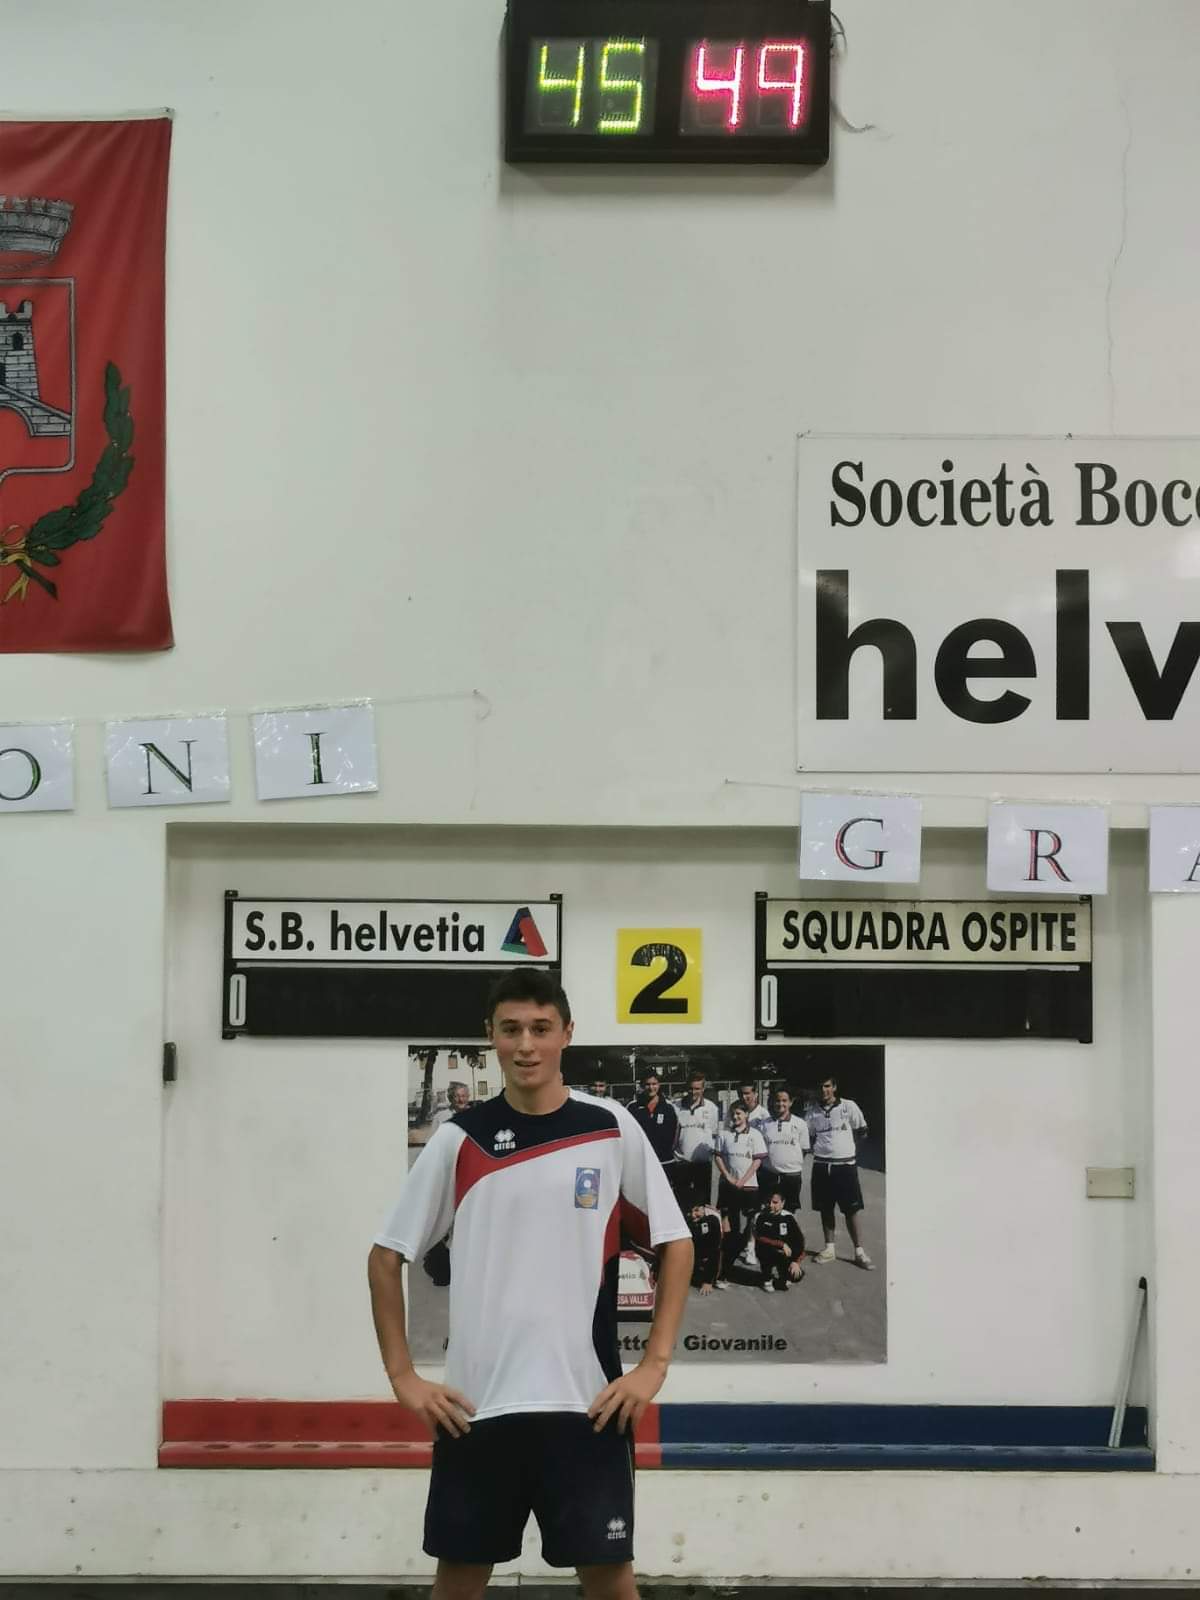 45 49
Società Bocc
helv
O N I
G R A
S.B. helvetia
SQUADRA OSPITE
0
2
0
errea
Giovanile
errea